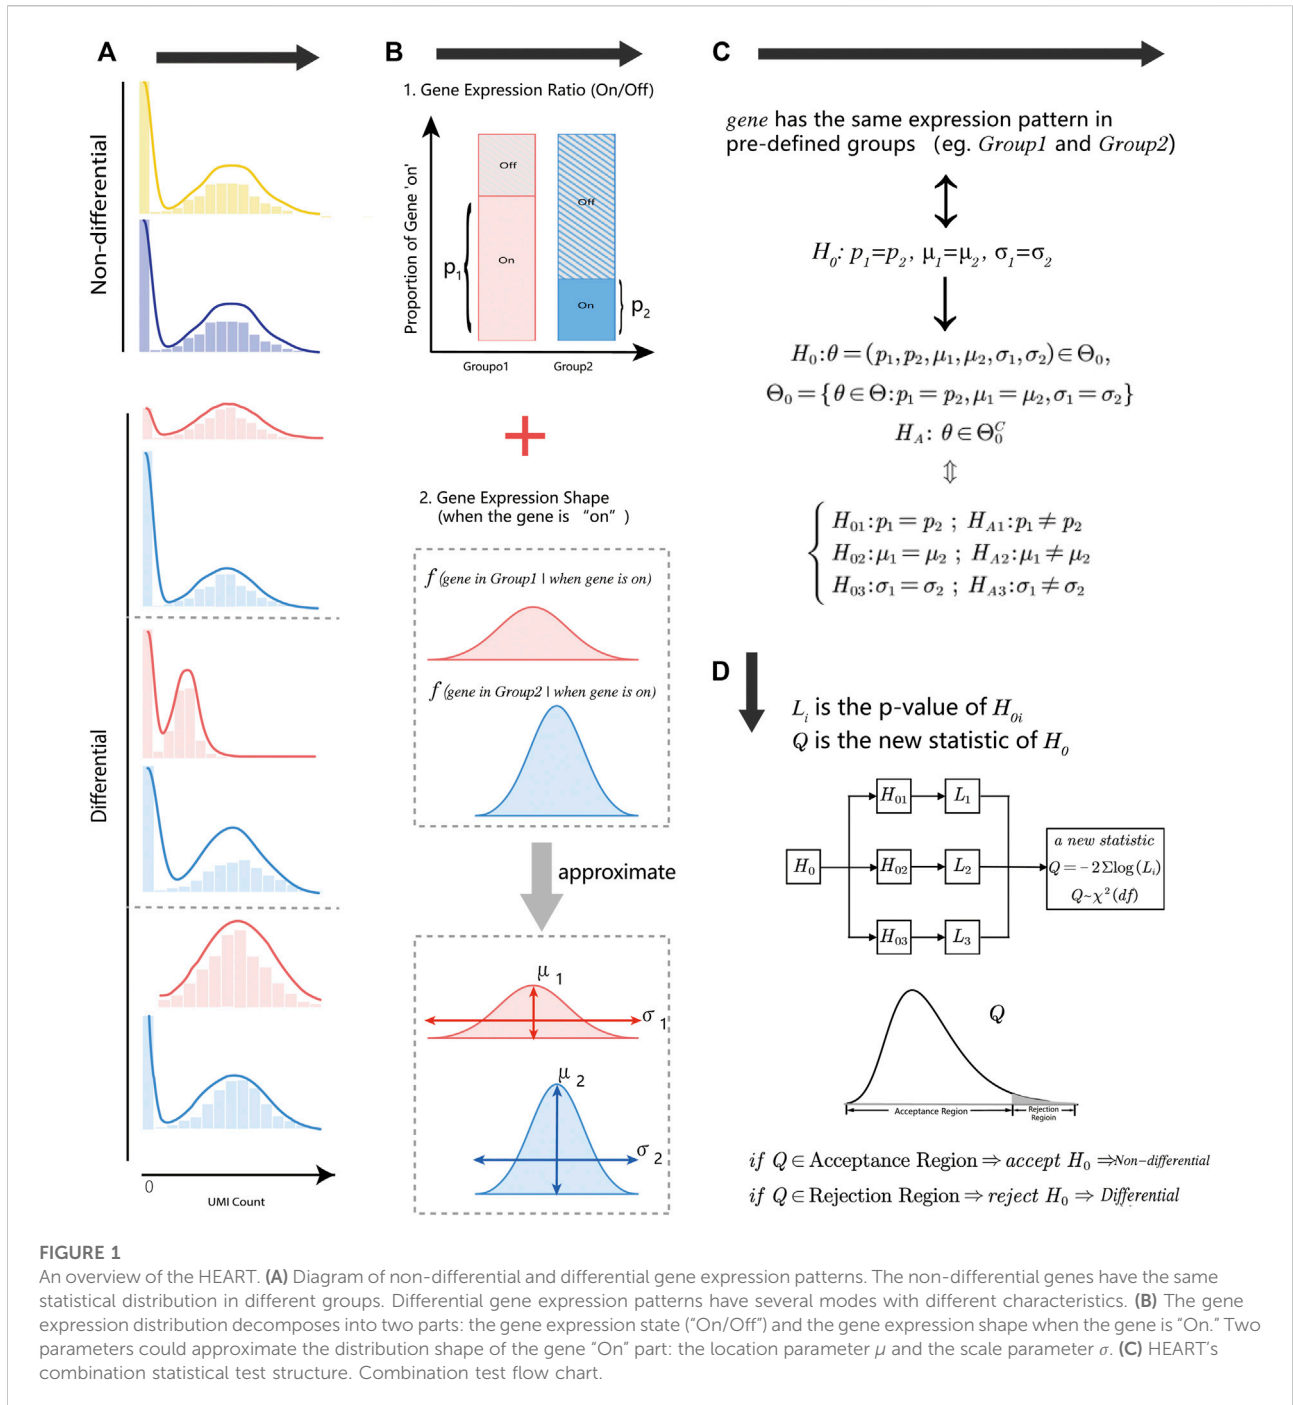 A
Non-differential
Differential
0
UMI Count
B
1. Gene Expression Ratio (On/Off)
Proportion of Gene 'on'
Off
On
p1
Off
On
p2
Groupo1
Group2
+
2. Gene Expression Shape
(when the gene is “on”)
f (gene in Group1 | when gene is on)
f (gene in Group2 | when gene is on)
approximate
μ 1
σ 1
μ 2
σ 2
C
gene has the same expression pattern in
pre-defined groups (eg. Group1 and Group2)
H0: p1=p2, μ1=μ2, σ1=σ2
H0:θ=(p1,p2,μ1,μ2,σ1,σ2)∈Θ0,
Θ0={θ∈Θ:p1=p2,μ1=μ2,σ1=σ2}
HA: θ∈Θ0^C
H01:p1=p2 ; HA1:p1≠p2
H02:μ1=μ2 ; HA2:μ1≠μ2
H03:σ1=σ2 ; HA3:σ1≠σ2
D
Li is the p-value of H0i
Q is the new statistic of H0
H0
H01
L1
H02
L2
H03
L3
a new statistic
Q=-2Σlog(Li)
Q~χ²(df)
Q
Acceptance Region
Rejection
Regioin
if Q∈Acceptance Region⇒accept H0⇒Non-differential
if Q∈Rejection Region⇒reject H0⇒Differential
FIGURE 1
An overview of the HEART. (A) Diagram of non-differential and differential gene expression patterns. The non-differential genes have the same
statistical distribution in different groups. Differential gene expression patterns have several modes with different characteristics. (B) The gene
expression distribution decomposes into two parts: the gene expression state (“On/Off”) and the gene expression shape when the gene is “On.” Two
parameters could approximate the distribution shape of the gene “On” part: the location parameter μ and the scale parameter σ. (C) HEART’s
combination statistical test structure. Combination test flow chart.